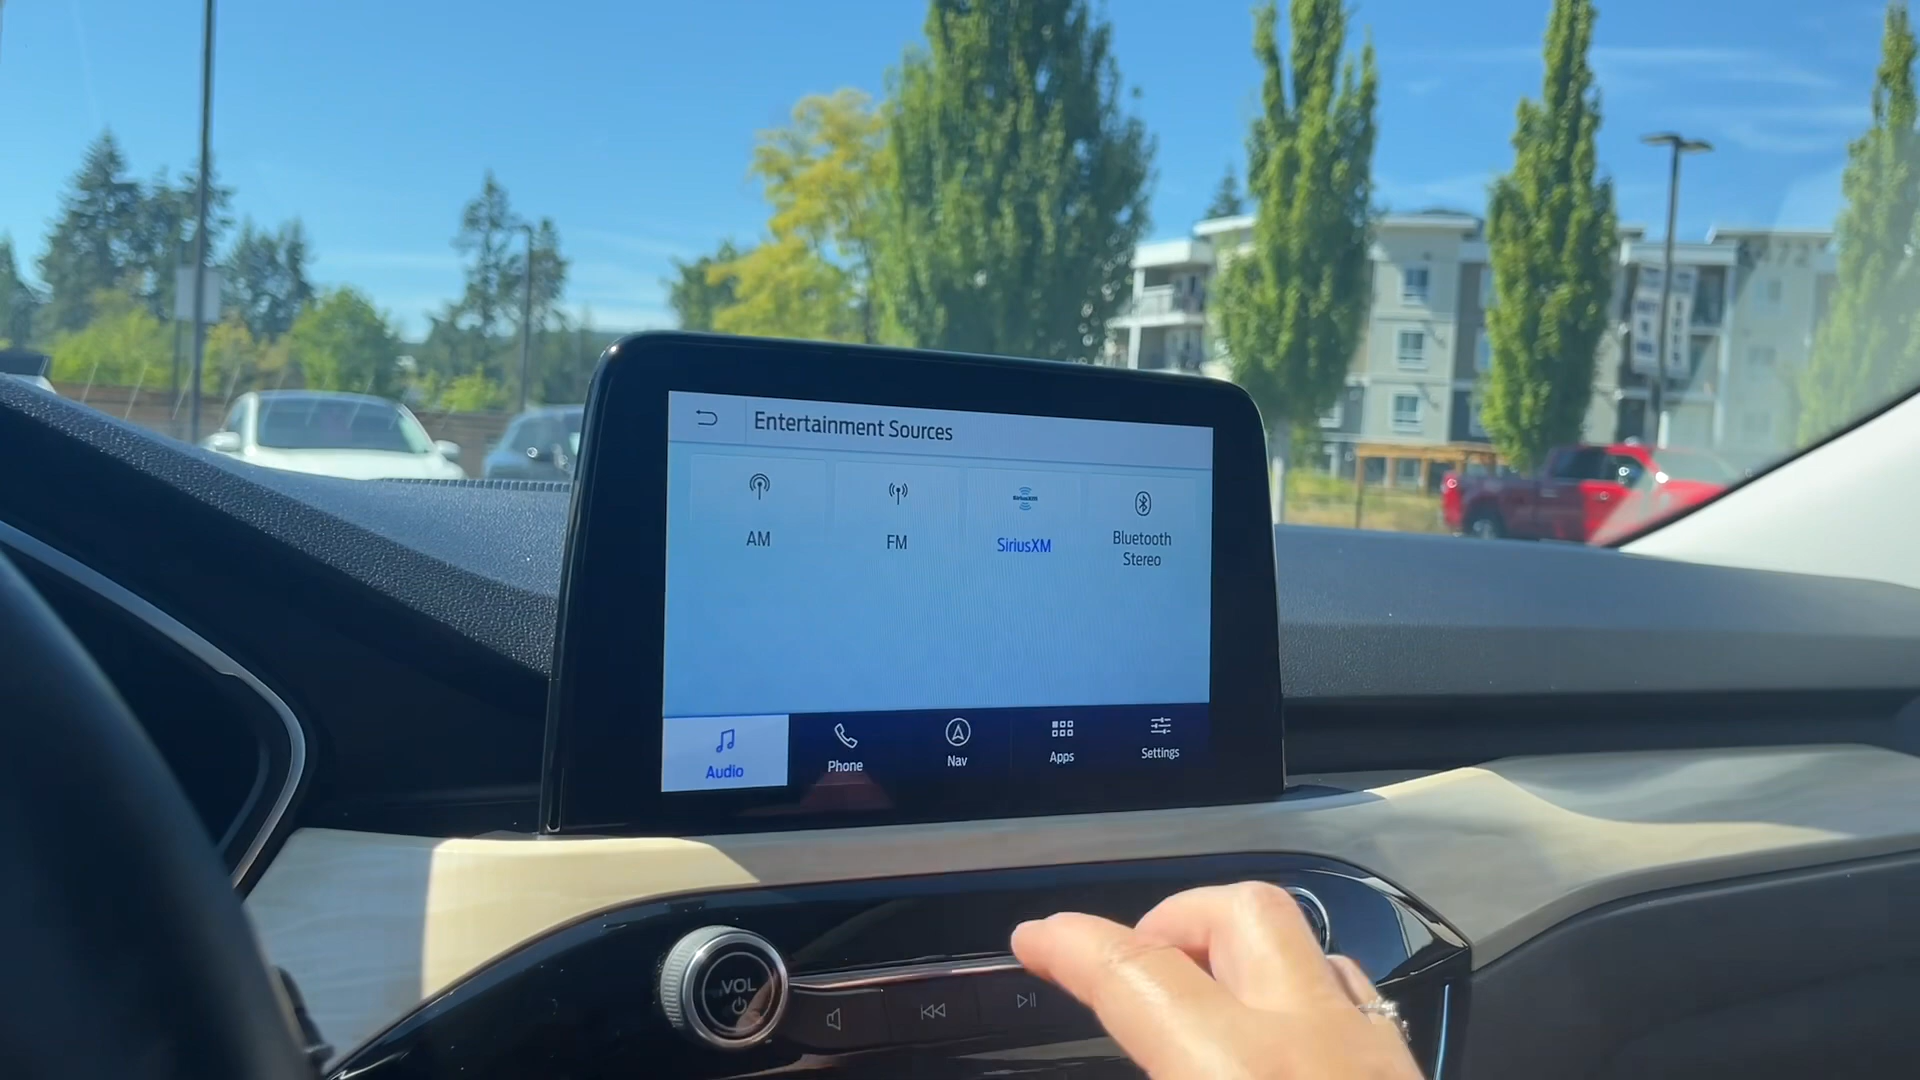 Entertainment Sources
AM
FM
SiriusXM
Bluetooth
Stereo
Audio
Phone
Nav
Apps
Settings
VOL